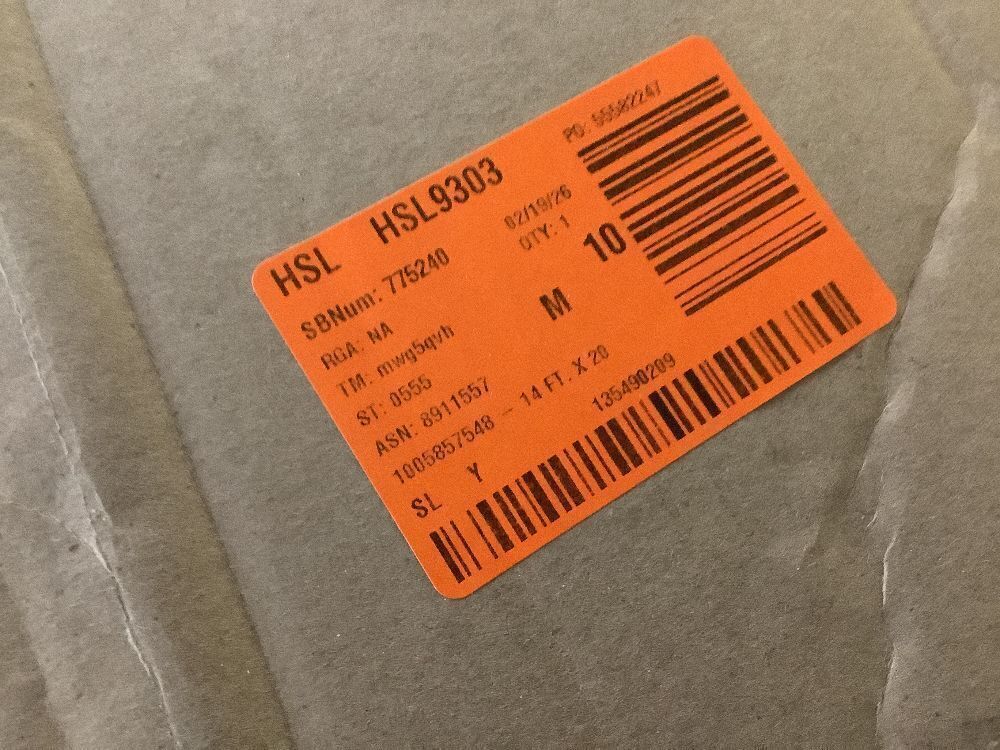 HSL HSL9303
PO: 55582247
SBNum: 775240 02/19/26
RGA: NA QTY: 1 10
TM: mwg5qvh M
ST: 0555
ASN: 8911557
1005857548 - 14 FT. X 20
SL Y 135490209